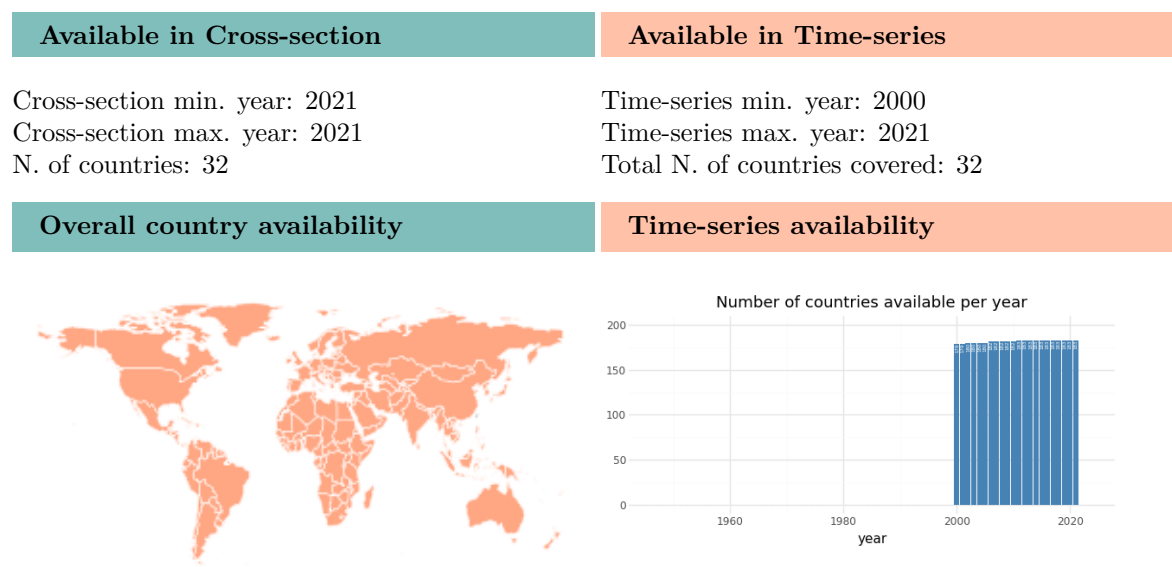 Available in Cross-section
Available in Time-series
Cross-section min. year: 2021
Cross-section max. year: 2021
N. of countries: 32
Time-series min. year: 2000
Time-series max. year: 2021
Total N. of countries covered: 32
Overall country availability
Time-series availability
Number of countries available per year
200
150
100
50
0
1960
1980
2000
2020
year